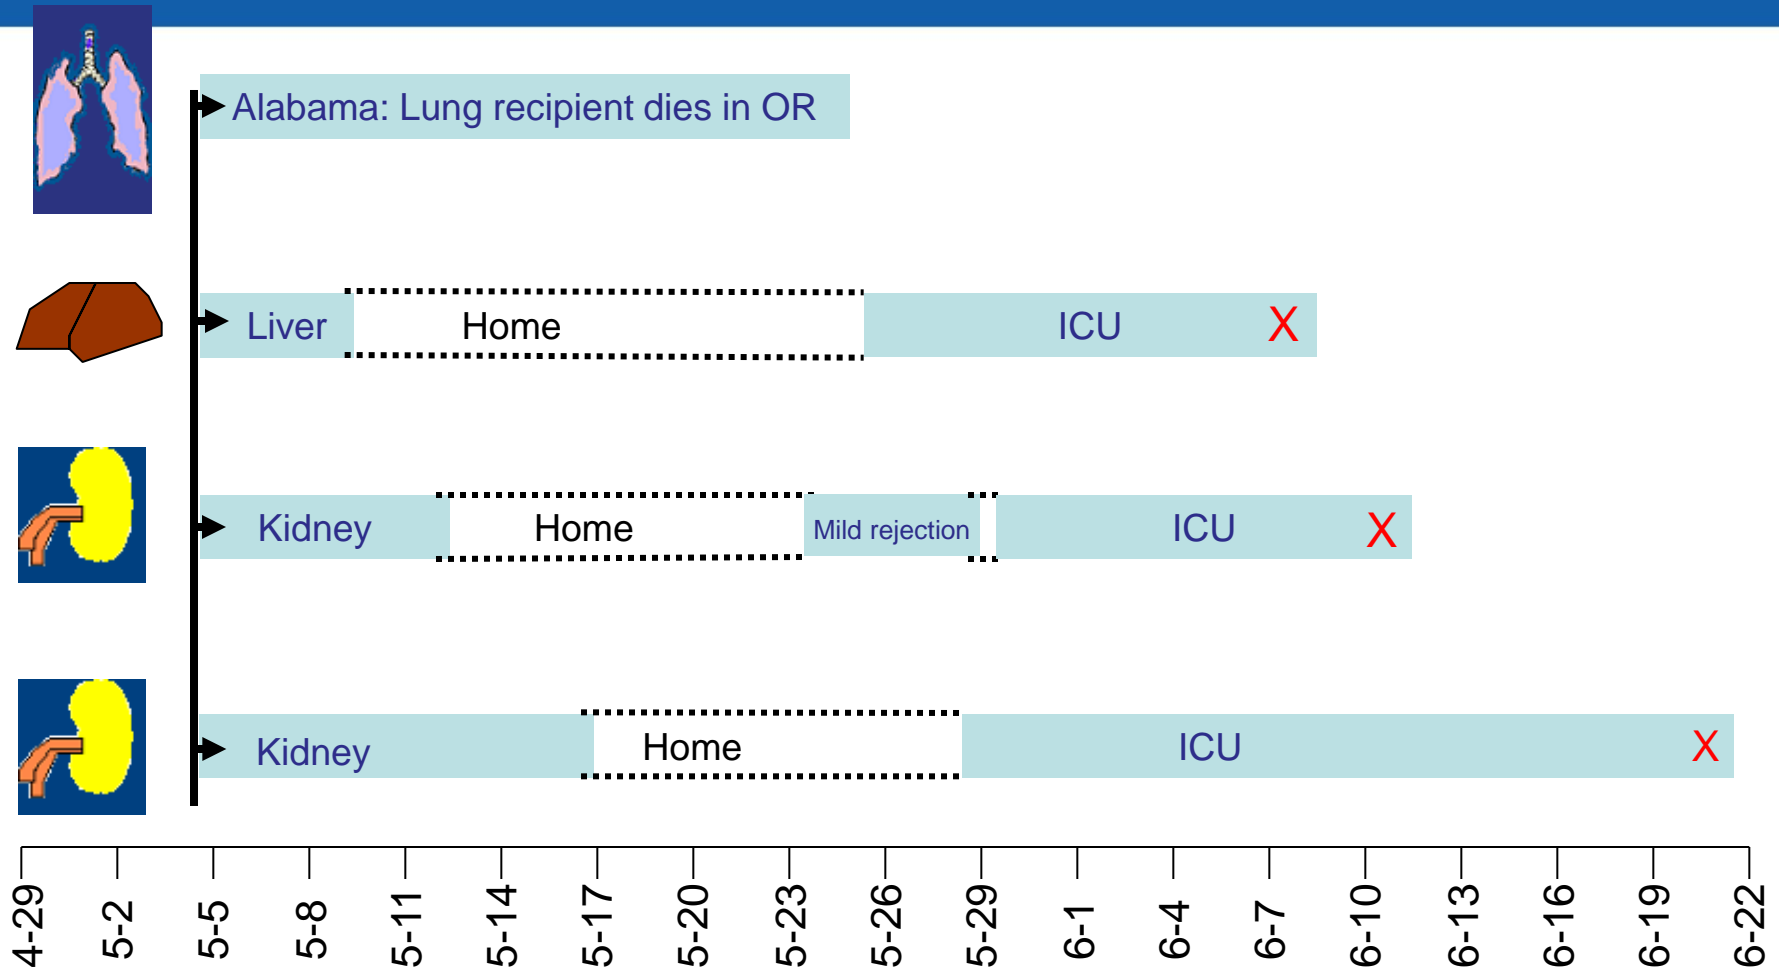 Alabama: Lung recipient dies in OR
Liver Home ICU X
Kidney Home Mild rejection ICU X
Kidney Home ICU X
4-29 5-2 5-5 5-8 5-11 5-14 5-17 5-20 5-23 5-26 5-29 6-1 6-4 6-7 6-10 6-13 6-16 6-19 6-22